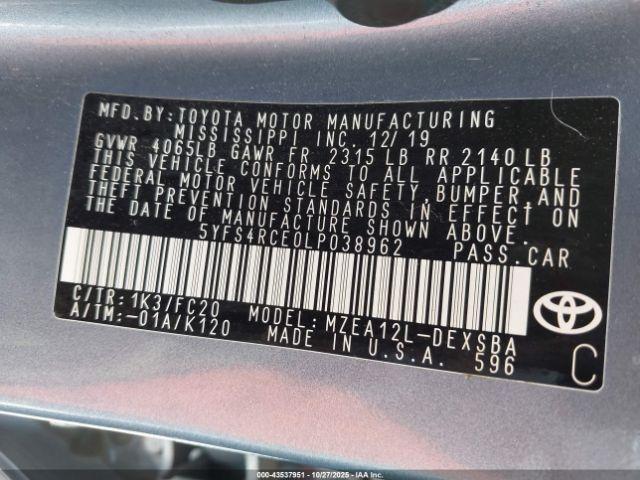 MFD.BY:TOYOTA MOTOR MANUFACTURING
MISSISSIPPI INC. 12/19
GVWR 4065LB GAWR FR 2315LB RR 2140LB
THIS VEHICLE CONFORMS TO ALL APPLICABLE
FEDERAL MOTOR VEHICLE SAFETY,BUMPER,AND
THEFT PREVENTION STANDARDS IN EFFECT ON
THE DATE OF MANUFACTURE SHOWN ABOVE.
5YFS4RCE0LP038962 PASS.CAR
C/TR:1K3/FC20 MODEL:MZEA12L-DEXSBA
A/TM:-01A/K120 MADE IN U.S.A. 596
C
000-43537951 | 10/27/2025 | IAA Inc.